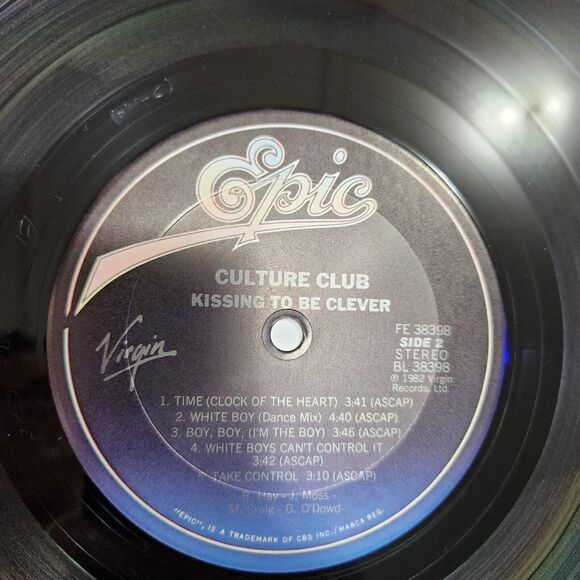 Epic
CULTURE CLUB
KISSING TO BE CLEVER
Virgin
FE 38398
SIDE 2
STEREO
BL 38398
℗ 1982 Virgin
Records, Ltd.
1. TIME (CLOCK OF THE HEART) 3:41 (ASCAP)
2. WHITE BOY (Dance Mix) 4:40 (ASCAP)
3. BOY, BOY, (I'M THE BOY) 3:46 (ASCAP)
4. WHITE BOYS CAN'T CONTROL IT
3:42 (ASCAP)
5. TAKE CONTROL 3:10 (ASCAP)
-R. Hay - J. Moss -
M. Craig - G. O'Dowd-
"EPIC", IS A TRADEMARK OF CBS INC./MARCA REG.